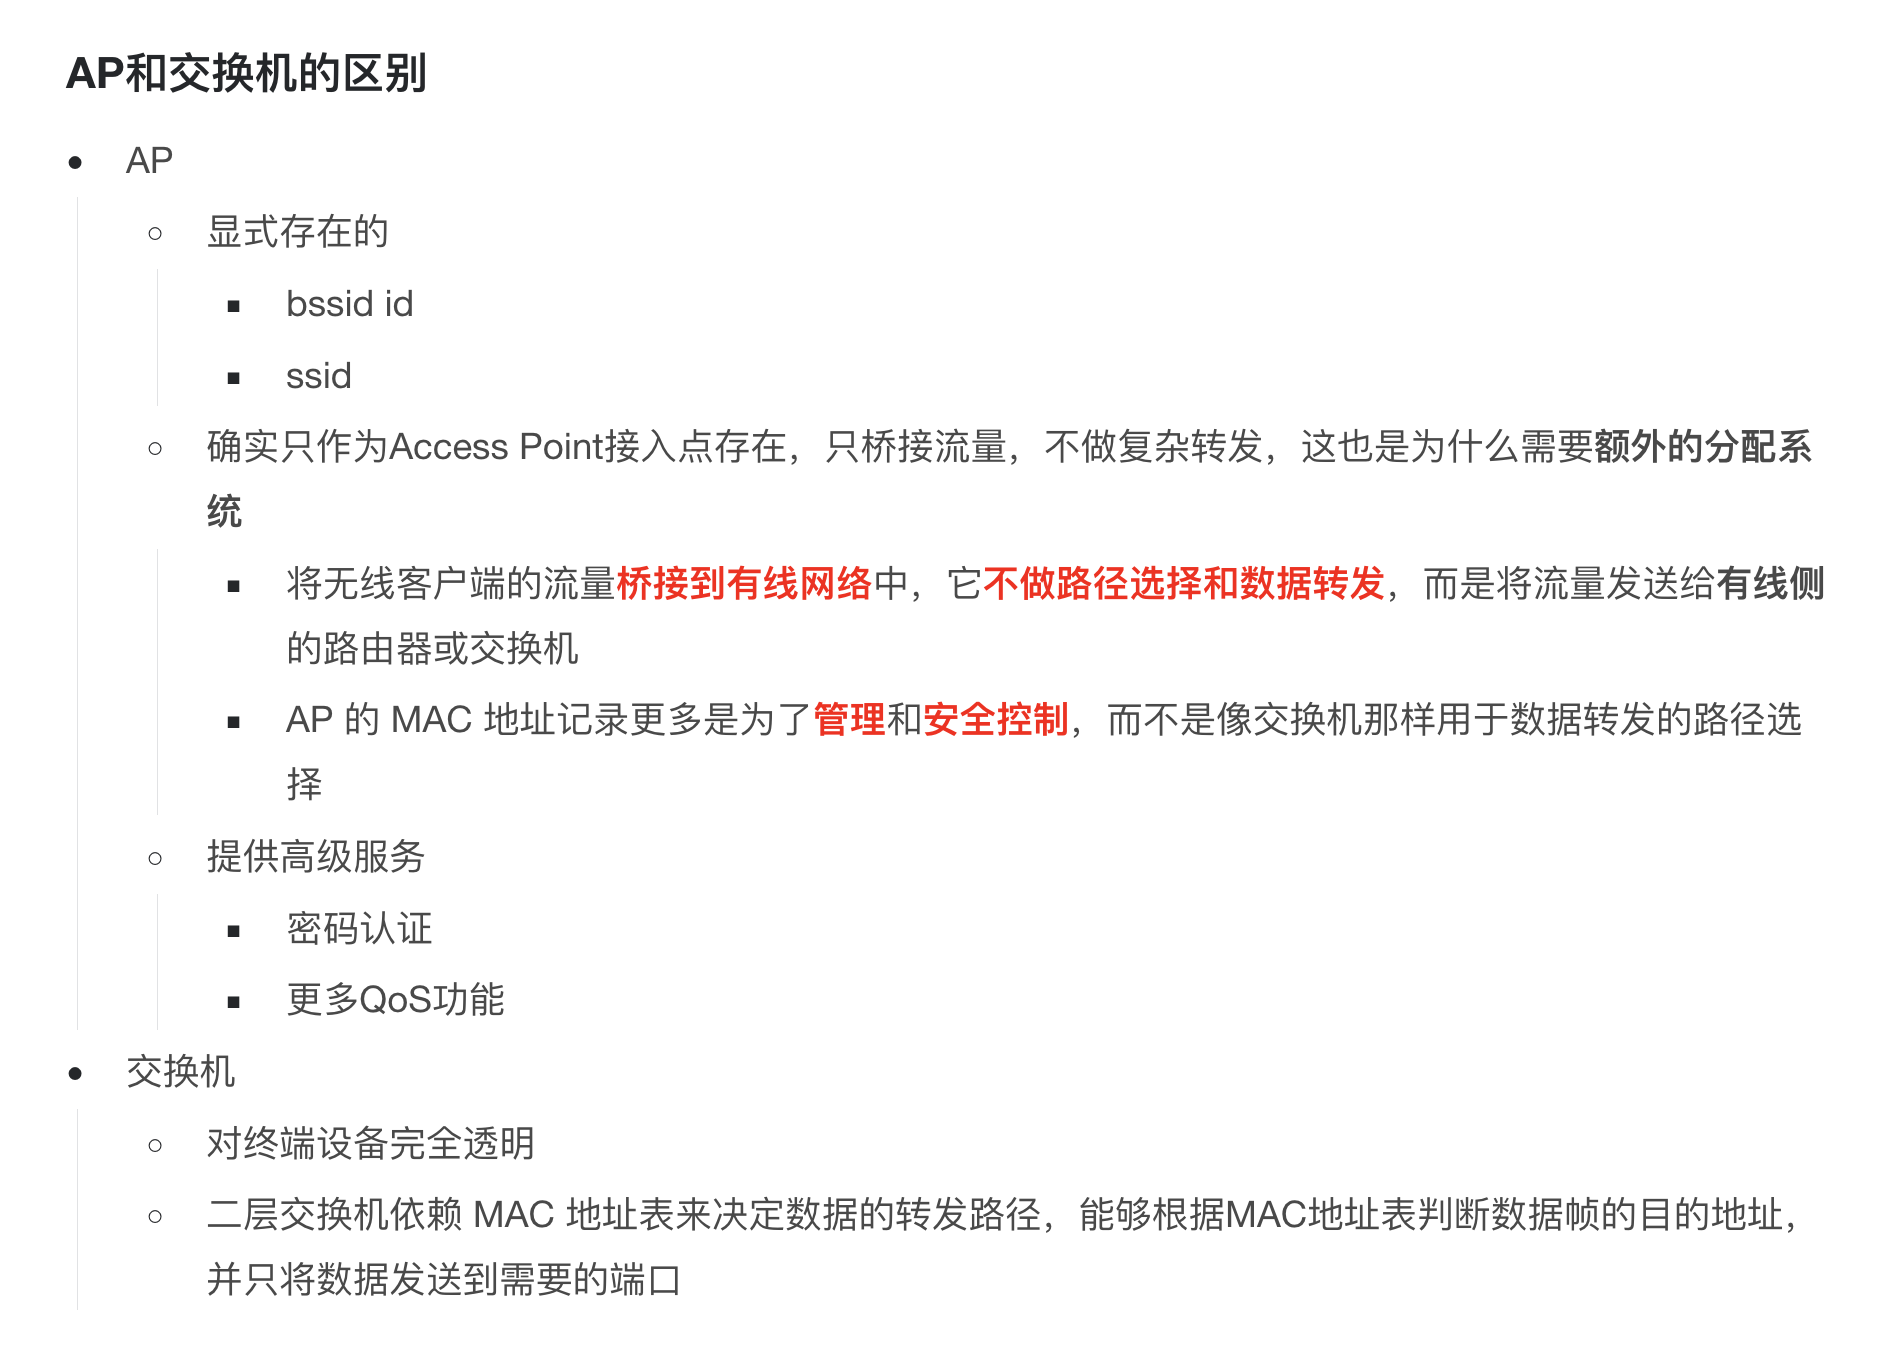 AP和交换机的区别
AP
显式存在的
bssid id
ssid
确实只作为Access Point接入点存在，只桥接流量，不做复杂转发，这也是为什么需要额外的分配系
统
将无线客户端的流量桥接到有线网络中，它不做路径选择和数据转发，而是将流量发送给有线侧
的路由器或交换机
AP 的 MAC 地址记录更多是为了管理和安全控制，而不是像交换机那样用于数据转发的路径选
择
提供高级服务
密码认证
更多QoS功能
交换机
对终端设备完全透明
二层交换机依赖 MAC 地址表来决定数据的转发路径，能够根据MAC地址表判断数据帧的目的地址，
并只将数据发送到需要的端口